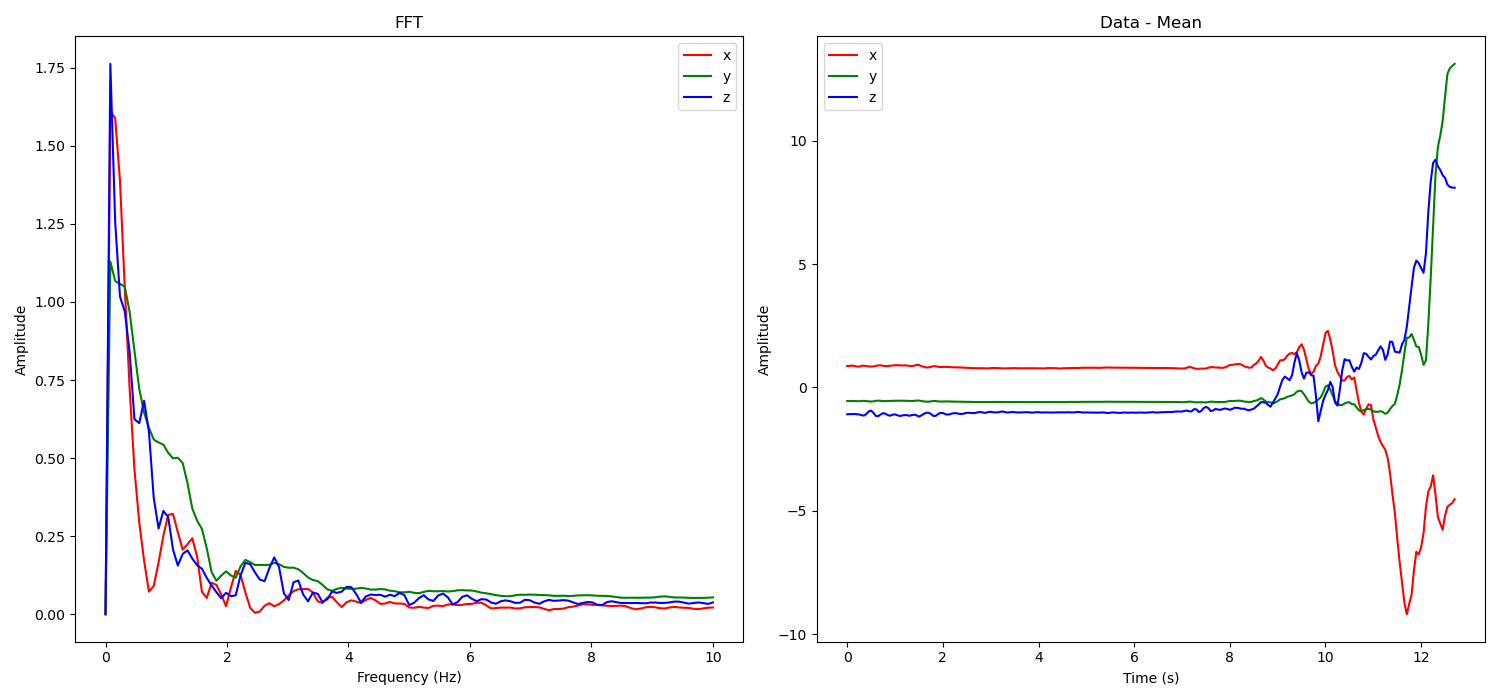 FFT
x
y
z
Amplitude
1.75
1.50
1.25
1.00
0.75
0.50
0.25
0.00
0 2 4 6 8 10
Frequency (Hz)
Data - Mean
x
y
z
Amplitude
10
5
0
−5
−10
0 2 4 6 8 10 12
Time (s)